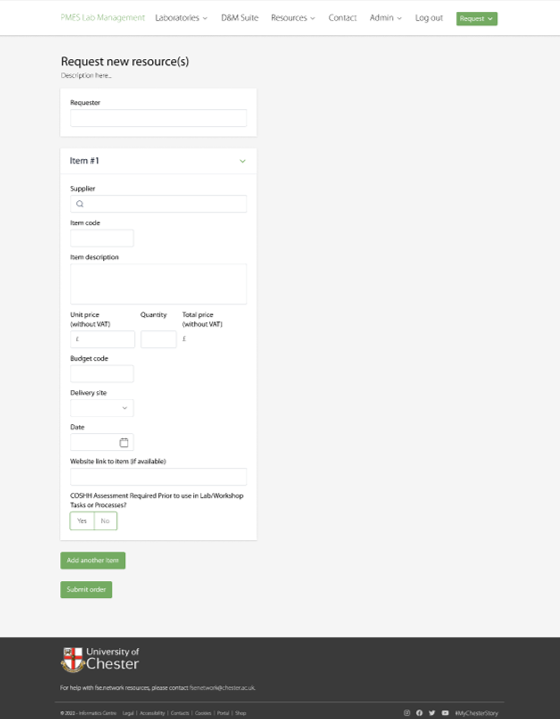 PMES Lab Management Laboratories D&M Suite Resources Contact Admin Log out Request
Request new resource(s)
Description here...
Requestor
Item #1
Supplier
Item code
Item description
Unit price Quantity Total price
(without VAT) (without VAT)
£ £
Budget code
Delivery site
Date
Website link to item (if available)
COSHH Assessment Required Prior to use in Lab/Workshop
Tasks or Processes?
Yes No
Add another item
Submit order
University of
Chester
For help with fse.network resources, please contact fsenetwork@chester.ac.uk.
© 2023 - Informatics Centre Legal | Accessibility | Contacts | Cookies | Portal | Shop #MyChesterStory